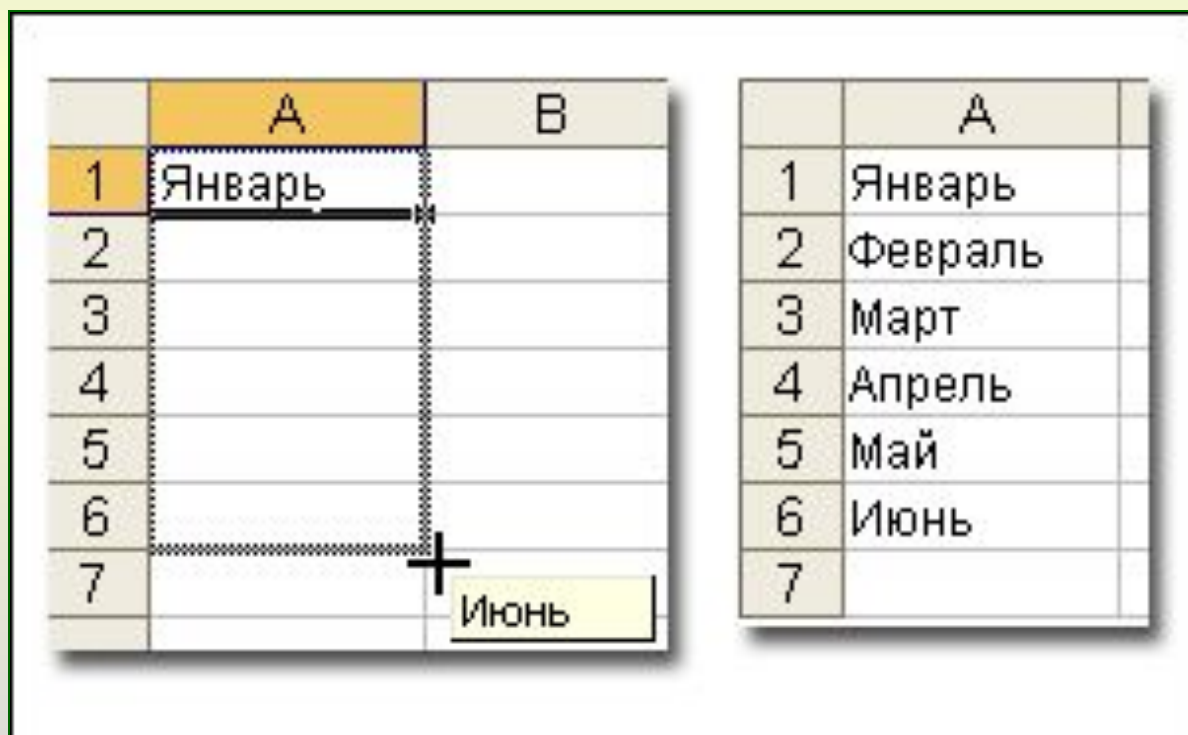 A B
1 Январь
2
3
4
5
6
7
Июнь
A
1 Январь
2 Февраль
3 Март
4 Апрель
5 Май
6 Июнь
7